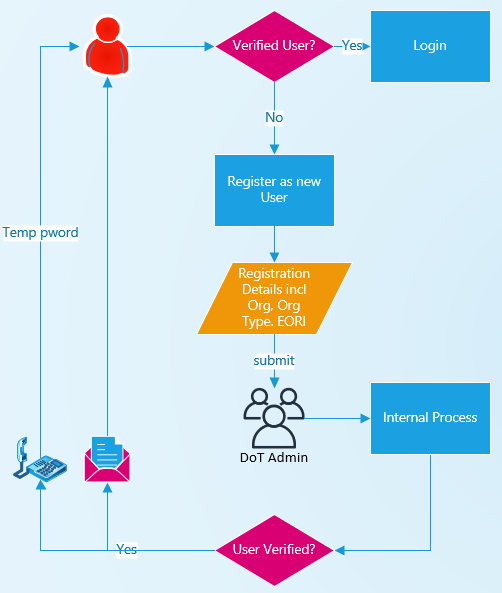 Verified User?
Yes
Login
No
Register as new
User
Temp pword
Registration
Details incl
Org, Org
Type. EORI
submit
Internal Process
DoT Admin
Yes
User Verified?